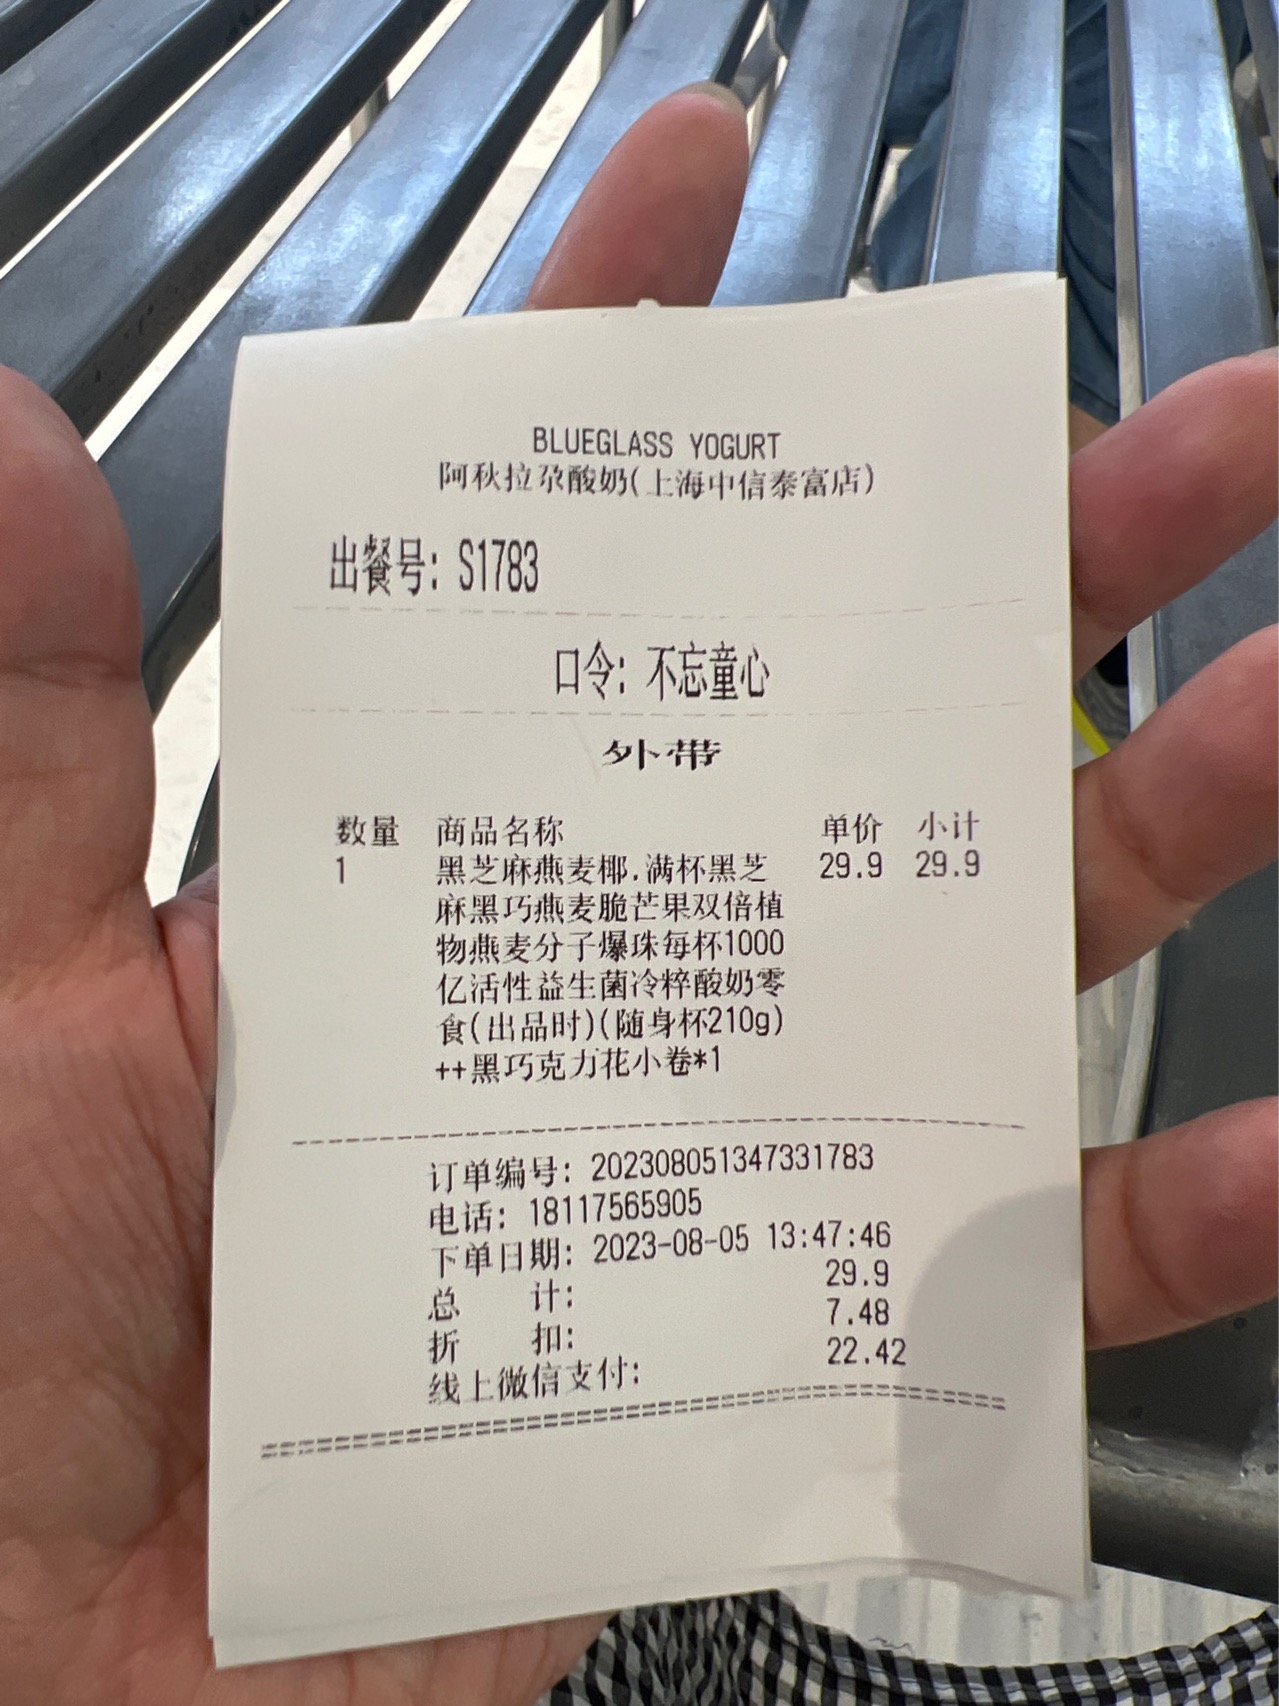 BLUEGLASS YOGURT
阿秋拉尕酸奶(上海中信泰富店)
出餐号: S1783
口令: 不忘童心
外带
数量 商品名称 单价 小计
1 黑芝麻燕麦椰.满杯黑芝 29.9 29.9
麻黑巧燕麦脆芒果双倍植
物燕麦分子爆珠每杯1000
亿活性益生菌冷粹酸奶零
食(出品时)(随身杯210g)
++黑巧克力花小卷*1
订单编号: 202308051347331783
电话: 18117565905
下单日期: 2023-08-05 13:47:46
总 计: 29.9
折 扣: 7.48
线上微信支付: 22.42